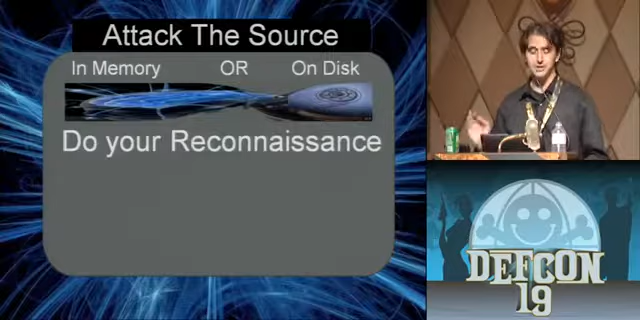 Attack The Source
In Memory OR On Disk
Do your Reconnaissance
DEFCON
19